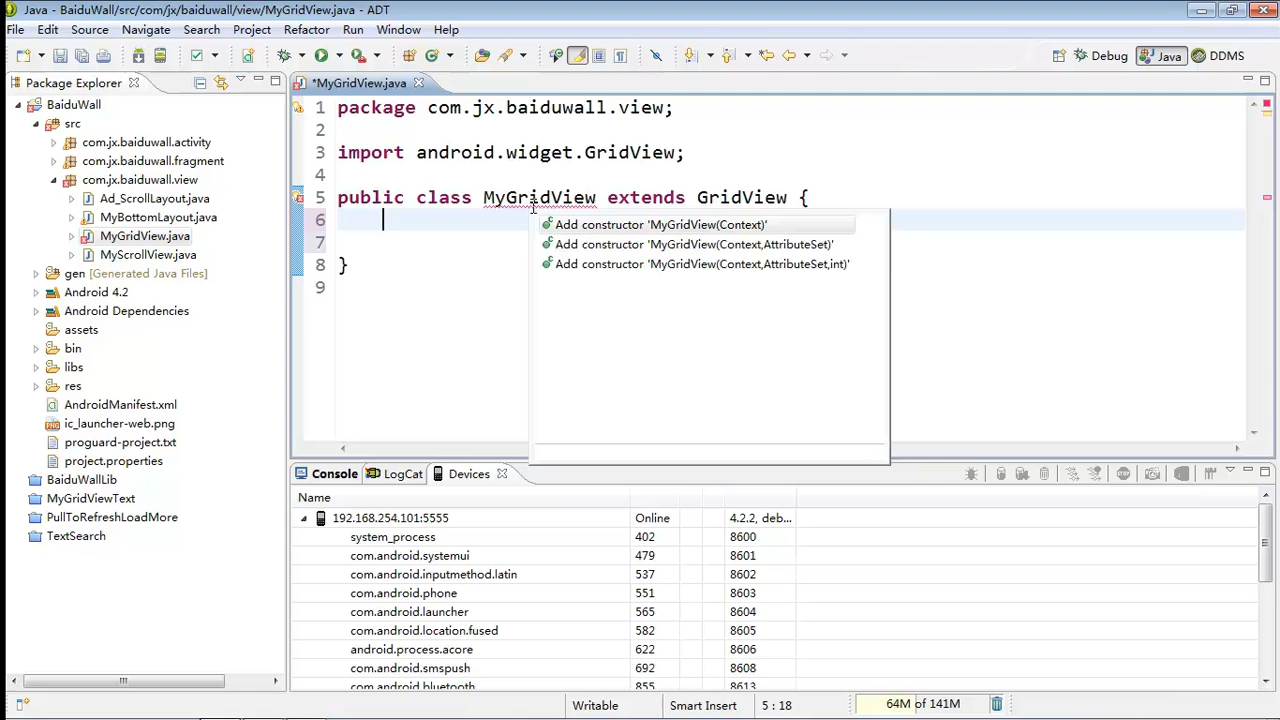 Java - BaiduWall/src/com/jx/baiduwall/view/MyGridView.java - ADT
File Edit Source Navigate Search Project Refactor Run Window Help
Debug Java DDMS
Package Explorer
BaiduWall
src
com.jx.baiduwall.activity
com.jx.baiduwall.fragment
com.jx.baiduwall.view
Ad_ScrollLayout.java
MyBottomLayout.java
MyGridView.java
MyScrollView.java
gen [Generated Java Files]
Android 4.2
Android Dependencies
assets
bin
libs
res
AndroidManifest.xml
ic_launcher-web.png
proguard-project.txt
project.properties
BaiduWallLib
MyGridViewText
PullToRefreshLoadMore
TextSearch
*MyGridView.java
1 package com.jx.baiduwall.view;
2
3 import android.widget.GridView;
4
5 public class MyGridView extends GridView {
6
7
8 }
9
Add constructor 'MyGridView(Context)'
Add constructor 'MyGridView(Context,AttributeSet)'
Add constructor 'MyGridView(Context,AttributeSet,int)'
Console LogCat Devices
Name
192.168.254.101:5555 Online 4.2.2, deb...
system_process 402 8600
com.android.systemui 479 8601
com.android.inputmethod.latin 537 8602
com.android.phone 551 8603
com.android.launcher 565 8604
com.android.location.fused 582 8605
android.process.acore 622 8606
com.android.smspush 692 8608
com.android.bluetooth 855 8613
Writable Smart Insert 5 : 18 64M of 141M